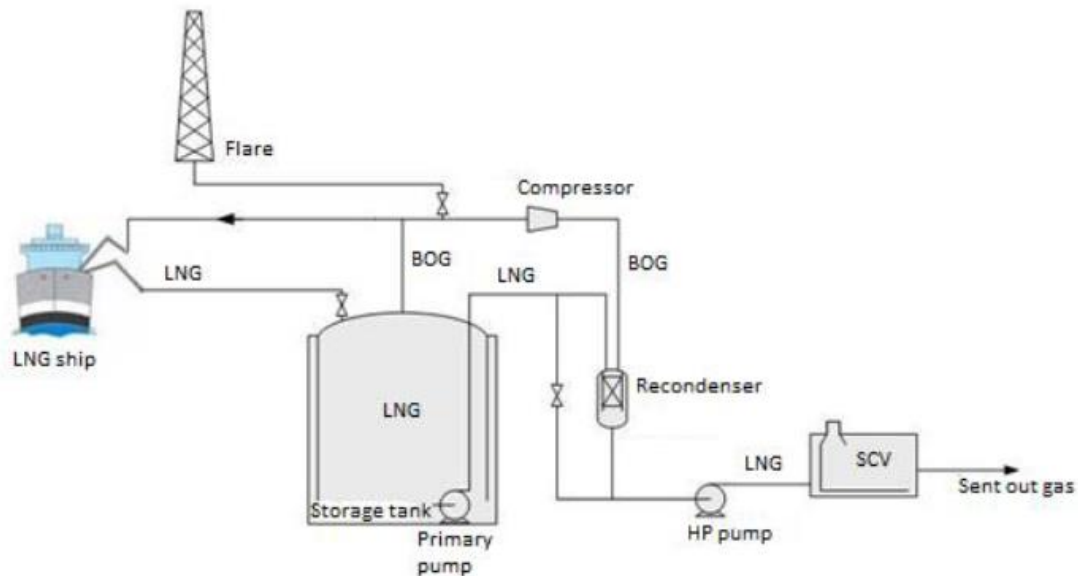 Flare
Compressor
BOG
BOG
LNG
LNG
LNG ship
Recondenser
LNG
LNG
SCV
Sent out gas
Storage tank
HP pump
Primary
pump